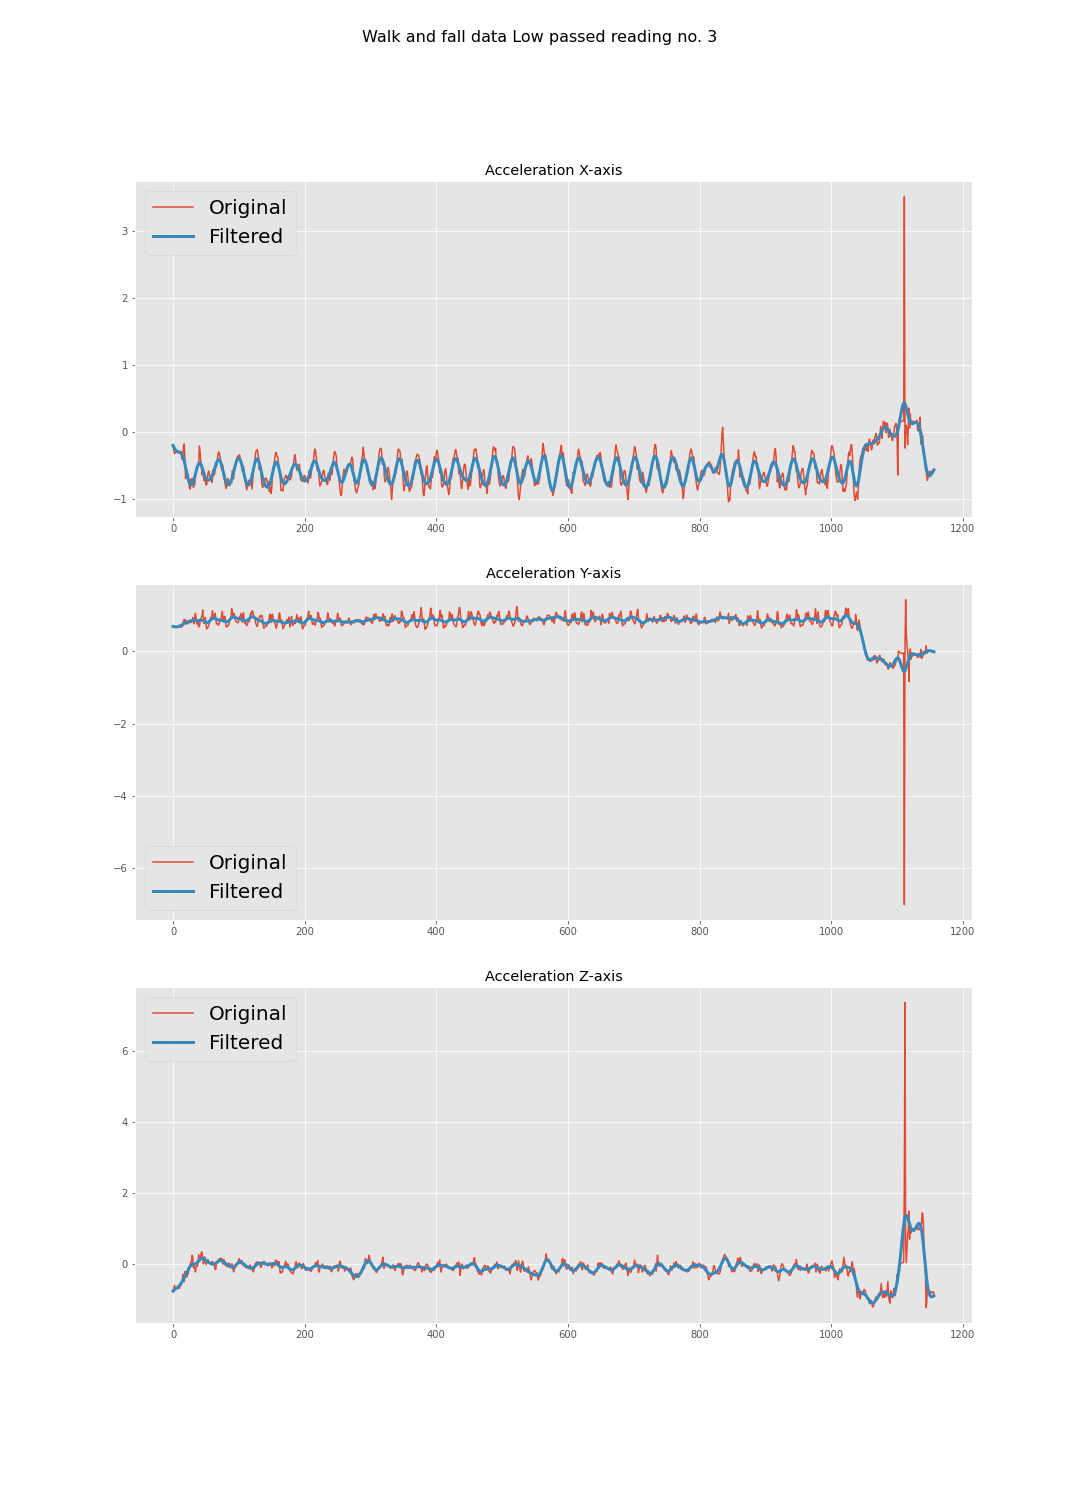 Walk and fall data Low passed reading no. 3
Acceleration X-axis
Original
Filtered
3
2
1
0
−1
0 200 400 600 800 1000 1200
Acceleration Y-axis
0
−2
−4
−6
Original
Filtered
0 200 400 600 800 1000 1200
Acceleration Z-axis
Original
Filtered
6
4
2
0
0 200 400 600 800 1000 1200